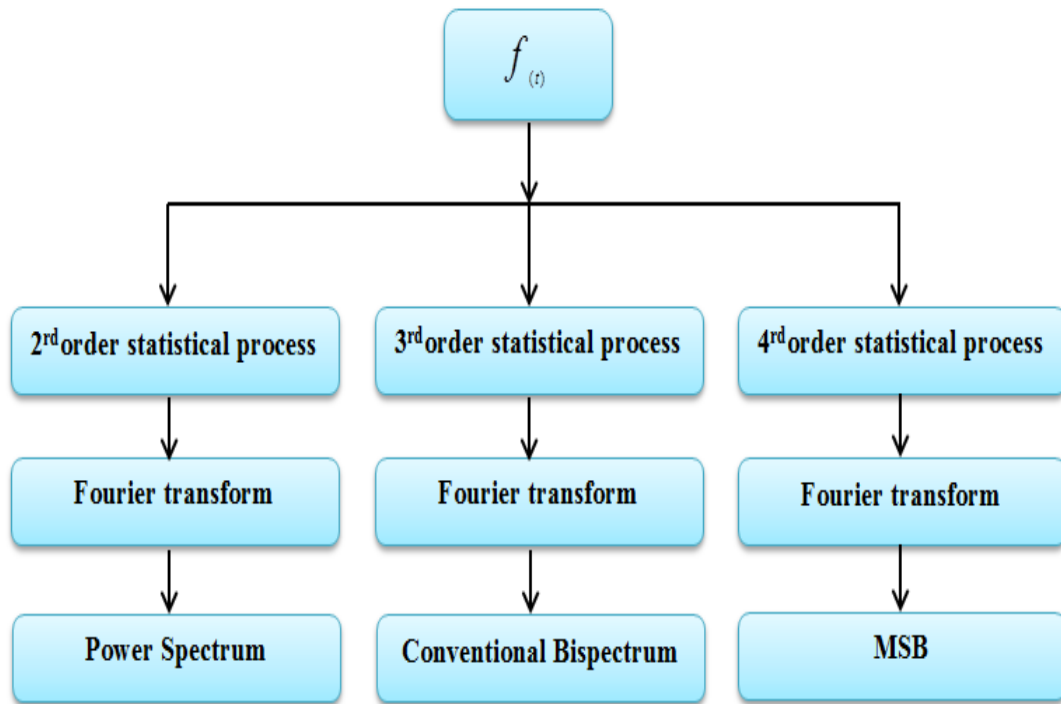 f (t)
2rd order statistical process
3rd order statistical process
4rd order statistical process
Fourier transform
Fourier transform
Fourier transform
Power Spectrum
Conventional Bispectrum
MSB